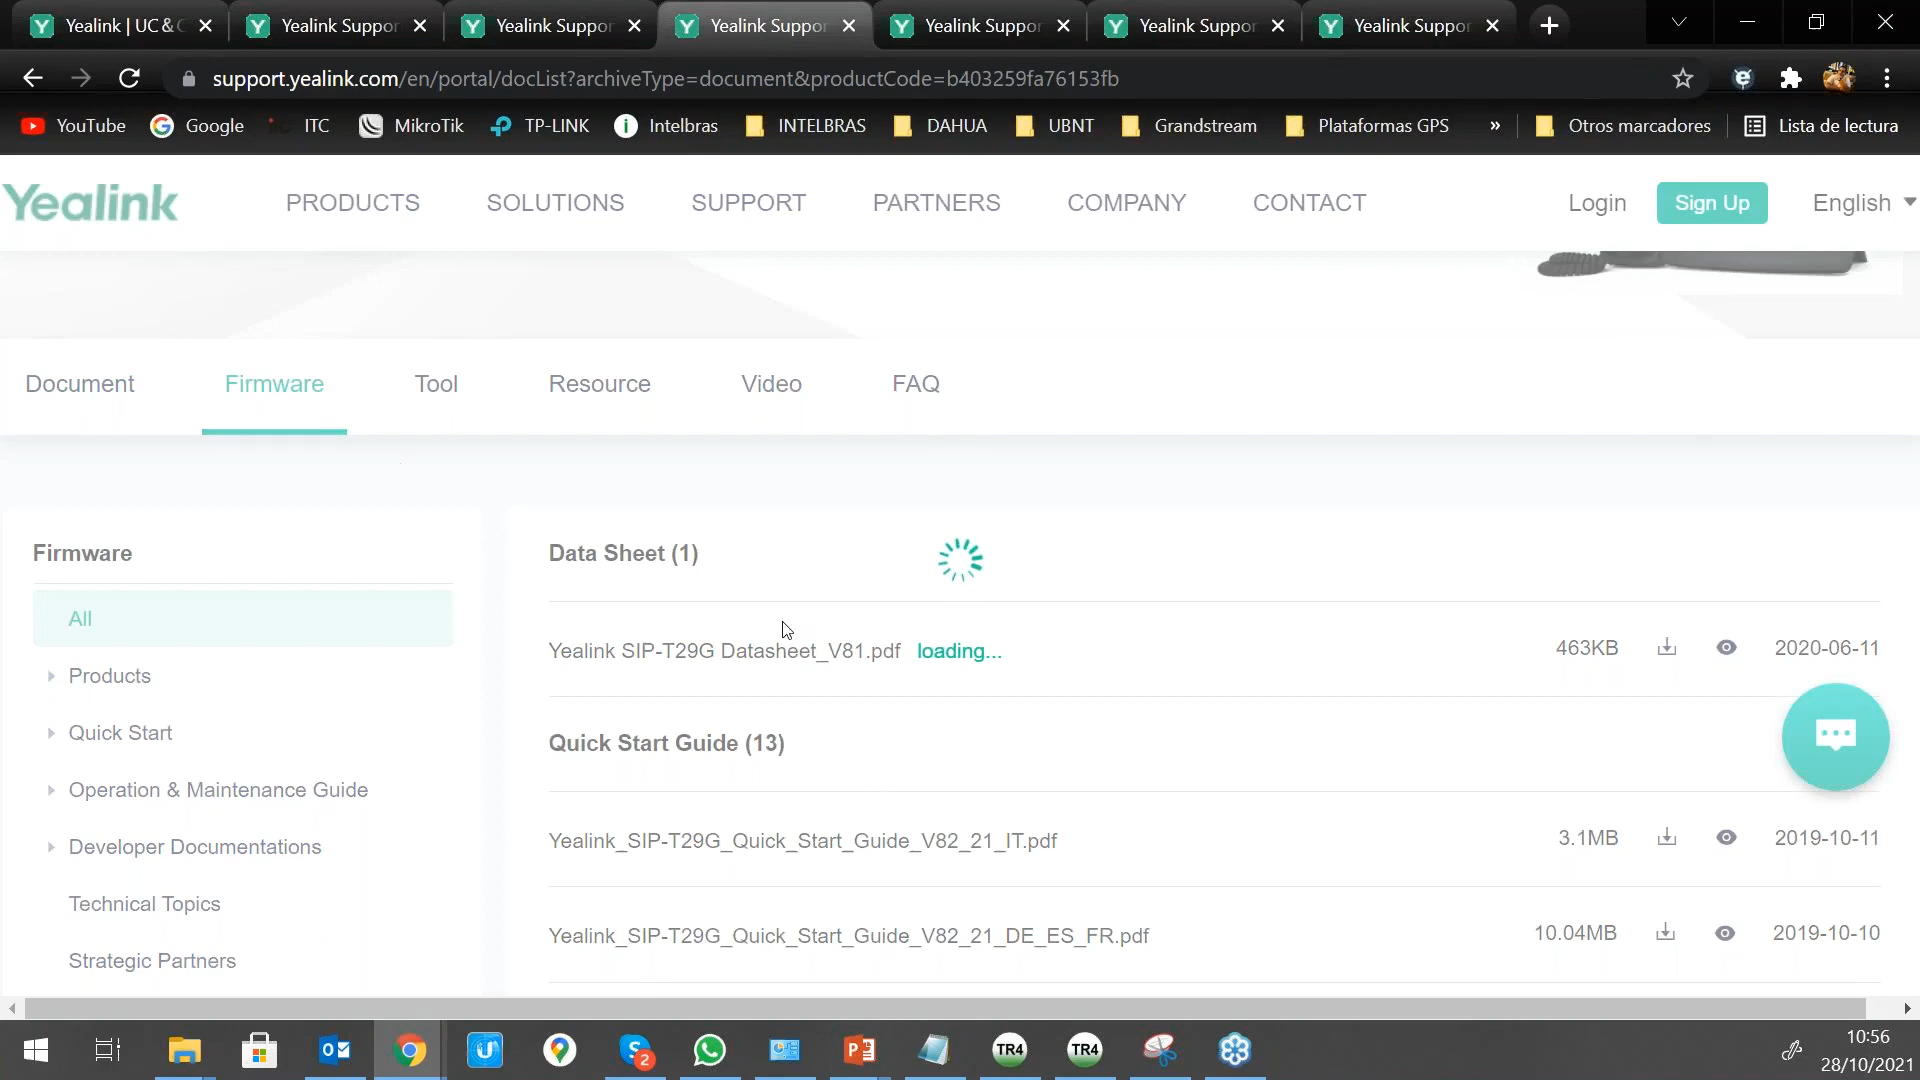 Yealink | UC & C
Yealink Suppor
Yealink Suppor
Yealink Suppor
Yealink Suppor
Yealink Suppor
Yealink Suppor
support.yealink.com/en/portal/docList?archiveType=document&productCode=b403259fa76153fb
YouTube Google ITC MikroTik TP-LINK Intelbras INTELBRAS DAHUA UBNT Grandstream Plataformas GPS » Otros marcadores Lista de lectura
Yealink PRODUCTS SOLUTIONS SUPPORT PARTNERS COMPANY CONTACT Login Sign Up English
Document Firmware Tool Resource Video FAQ
Firmware
All
Products
Quick Start
Operation & Maintenance Guide
Developer Documentations
Technical Topics
Strategic Partners
Data Sheet (1)
Yealink SIP-T29G Datasheet_V81.pdf loading... 463KB 2020-06-11
Quick Start Guide (13)
Yealink_SIP-T29G_Quick_Start_Guide_V82_21_IT.pdf 3.1MB 2019-10-11
Yealink_SIP-T29G_Quick_Start_Guide_V82_21_DE_ES_FR.pdf 10.04MB 2019-10-10
2
TR4
TR4
10:56
28/10/2021